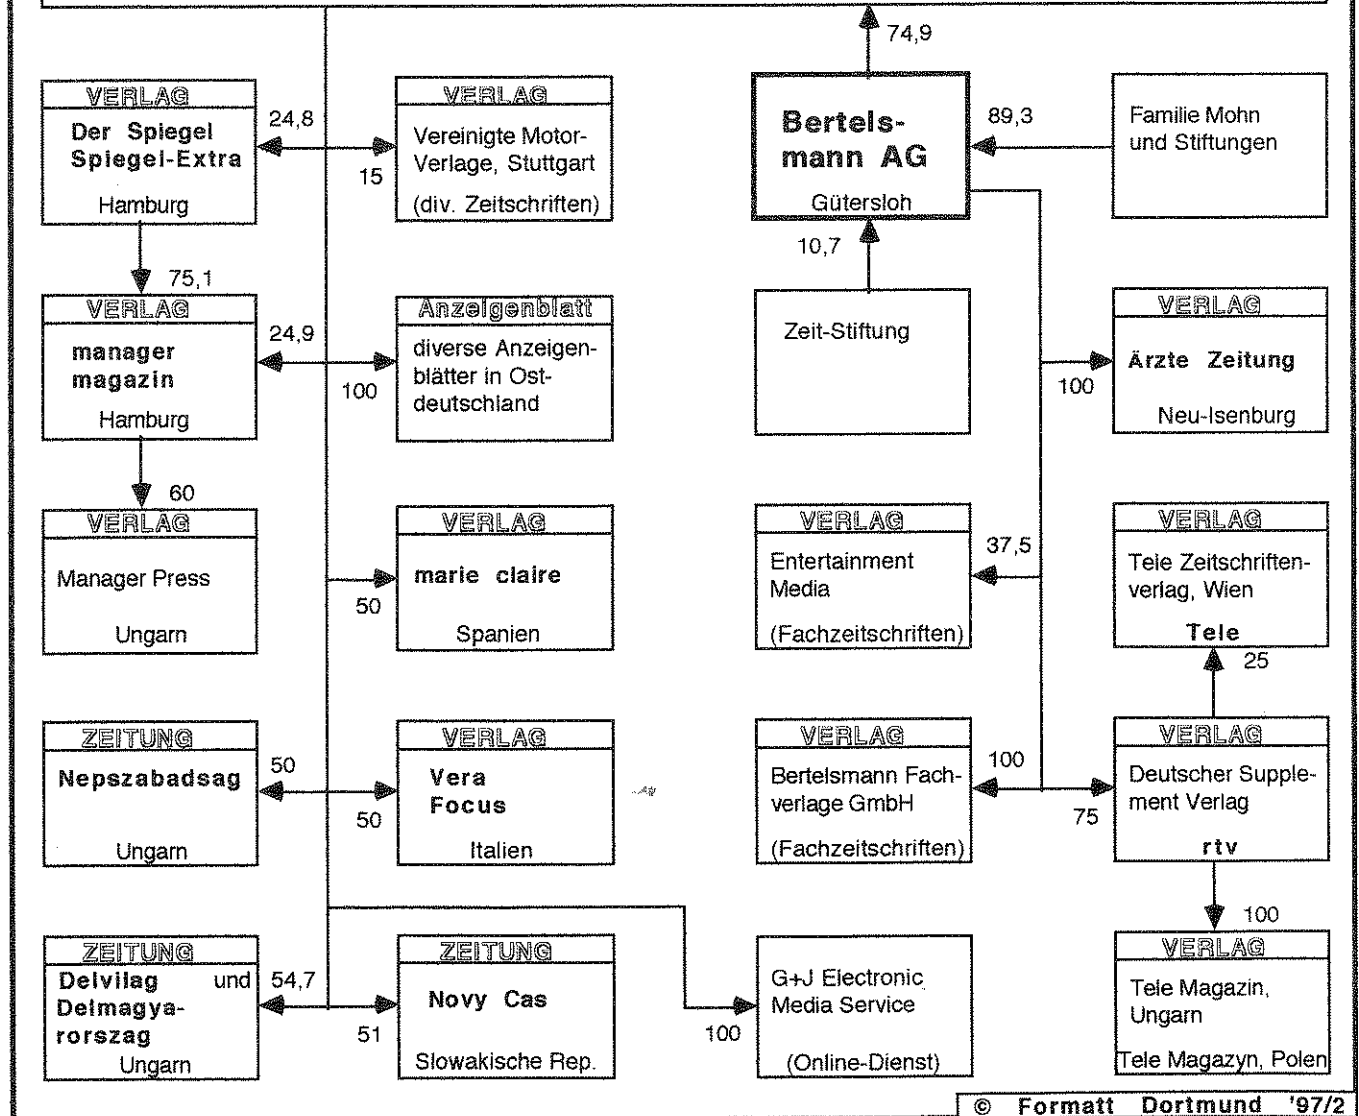 74,9
VERLAG
Der Spiegel
Spiegel-Extra
Hamburg
24,8
15
VERLAG
Vereinigte Motor-
Verlage, Stuttgart
(div. Zeitschriften)
Bertels-
mann AG
Gütersloh
89,3
Familie Mohn
und Stiftungen
75,1
10,7
VERLAG
manager
magazin
Hamburg
24,9
100
Anzeigenblatt
diverse Anzeigen-
blätter in Ost-
deutschland
Zeit-Stiftung
100
VERLAG
Ärzte Zeitung
Neu-Isenburg
60
VERLAG
Manager Press
Ungarn
50
VERLAG
marie claire
Spanien
VERLAG
Entertainment
Media
(Fachzeitschriften)
37,5
VERLAG
Tele Zeitschriften-
verlag, Wien
Tele
25
ZEITUNG
Nepszabadsag
Ungarn
50
50
VERLAG
Vera
Focus
Italien
VERLAG
Bertelsmann Fach-
verlage GmbH
(Fachzeitschriften)
100
75
VERLAG
Deutscher Supple-
ment Verlag
rtv
100
ZEITUNG
Delvilag und
Delmagya-
rorszag
Ungarn
54,7
51
ZEITUNG
Novy Cas
Slowakische Rep.
100
G+J Electronic
Media Service
(Online-Dienst)
VERLAG
Tele Magazin,
Ungarn
Tele Magazyn, Polen
© Formatt Dortmund '97/2